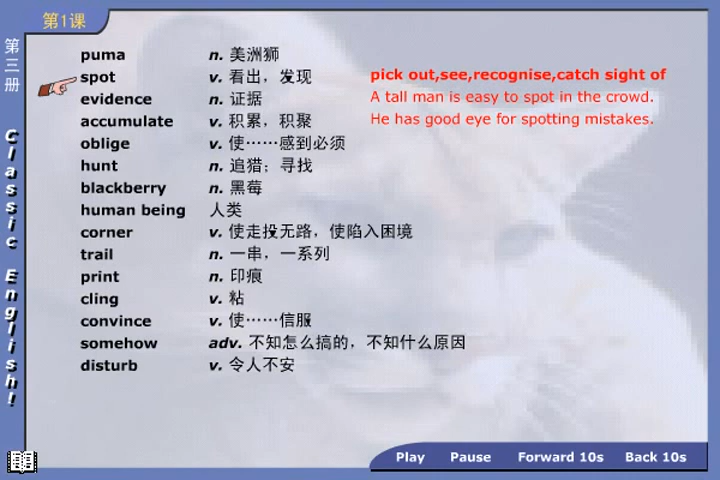 第1课
第三册
Classic English!
puma n. 美洲狮
spot v. 看出，发现
evidence n. 证据
accumulate v. 积累，积聚
oblige v. 使……感到必须
hunt n. 追猎；寻找
blackberry n. 黑莓
human being 人类
corner v. 使走投无路，使陷入困境
trail n. 一串，一系列
print n. 印痕
cling v. 粘
convince v. 使……信服
somehow adv. 不知怎么搞的，不知什么原因
disturb v. 令人不安
pick out,see,recognise,catch sight of
A tall man is easy to spot in the crowd.
He has good eye for spotting mistakes.
Play Pause Forward 10s Back 10s